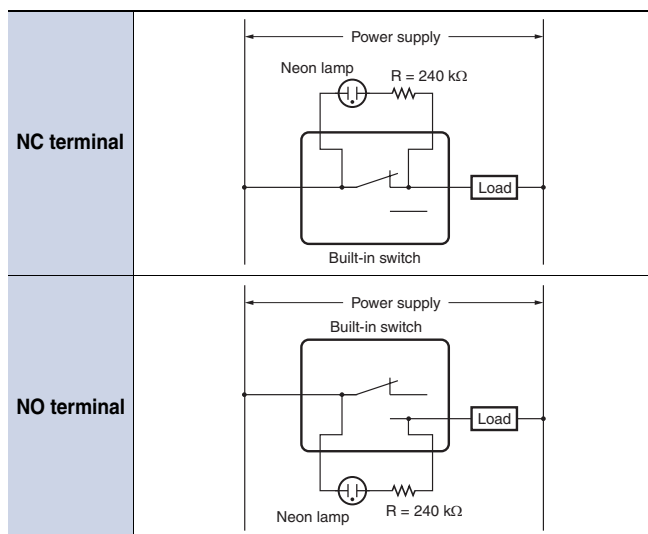 NC terminal
Power supply
Neon lamp
R = 240 kΩ
Load
Built-in switch
NO terminal
Power supply
Built-in switch
Load
Neon lamp
R = 240 kΩ